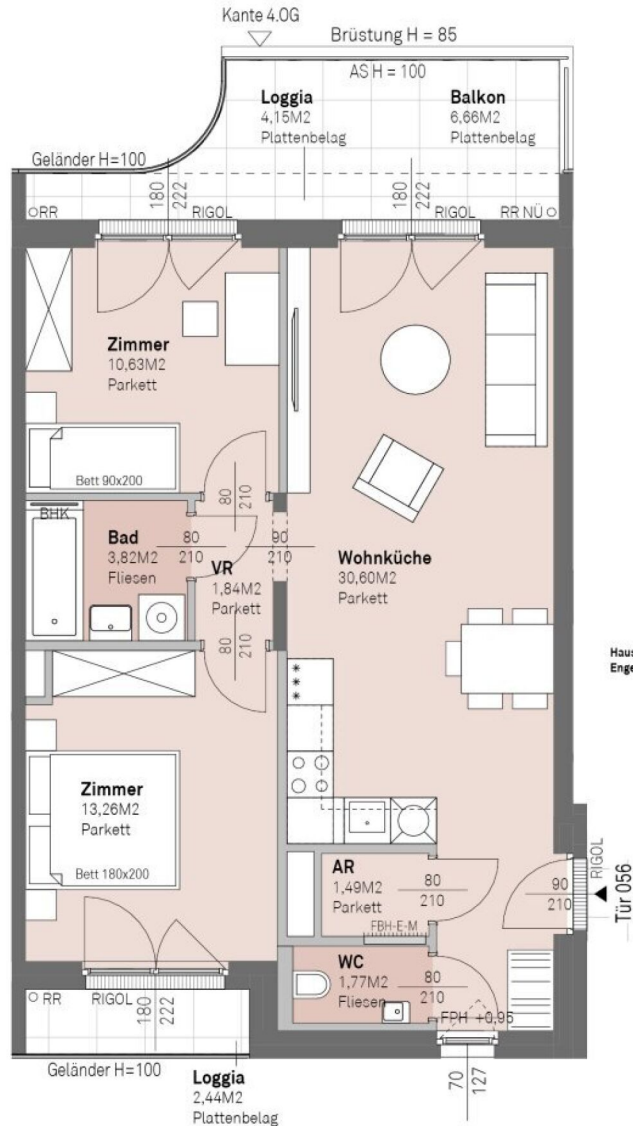 Kante 4.OG
Brüstung H = 85
AS H = 100
Loggia
4,15M2
Plattenbelag
Balkon
6,66M2
Plattenbelag
Geländer H=100
180
222
180
222
RR
RIGOL
RIGOL
RR NÜ
Zimmer
10,63M2
Parkett
Bett 90x200
80
210
BHK
Bad
3,82M2
Fliesen
80
210
VR
1,84M2
Parkett
90
210
Wohnküche
30,60M2
Parkett
80
210
Haus
Enge
Zimmer
13,26M2
Parkett
Bett 180x200
AR
1,49M2
Parkett
80
210
FBH-E-M
90
210
RIGOL
Tür 056
WC
1,77M2
Fliesen
80
210
FPH +0,95
RR
RIGOL
180
222
70
127
Geländer H=100
Loggia
2,44M2
Plattenbelag